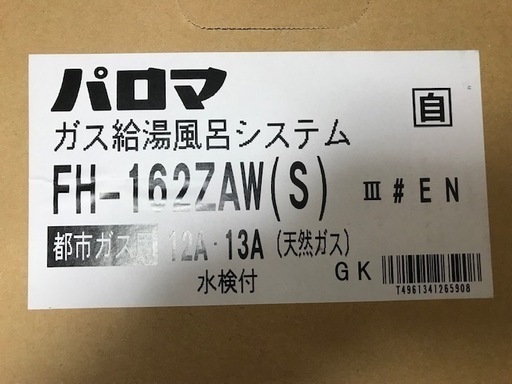 パロマ
自
ガス給湯風呂システム
FH-162ZAW(S) Ⅲ#EN
都市ガス用 12A・13A (天然ガス)
水検付 GK
T4961341265908